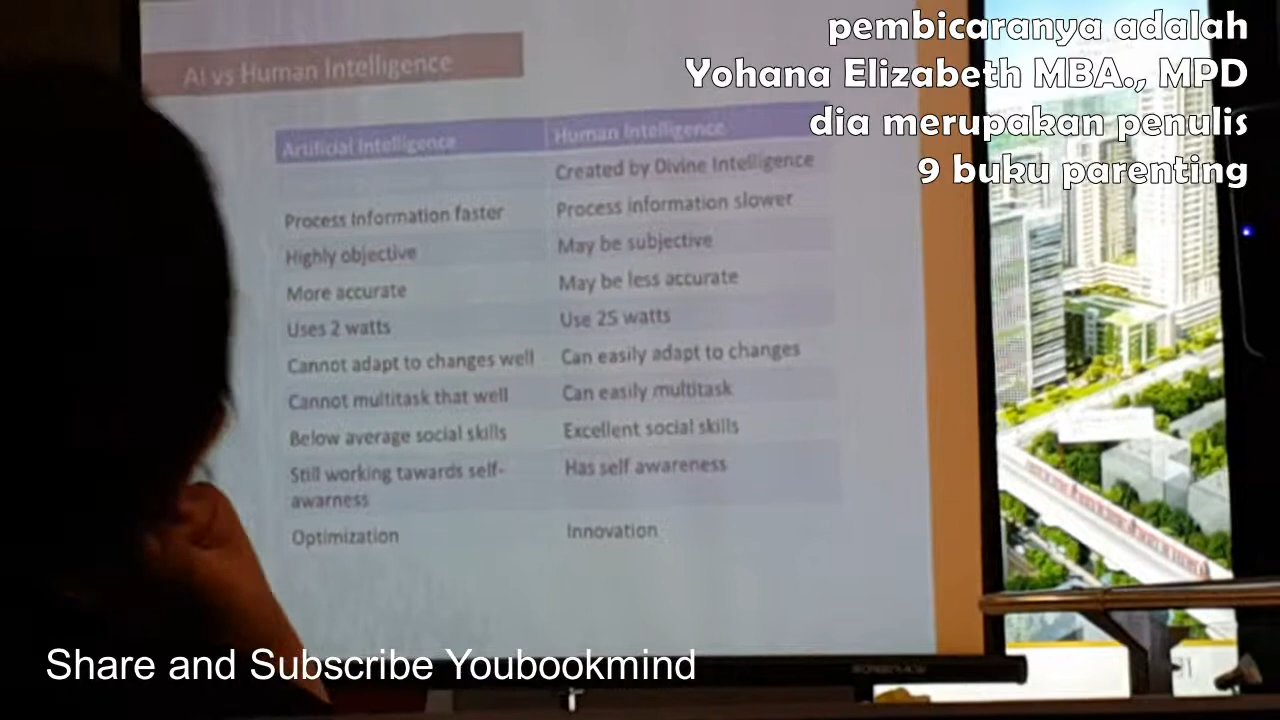 pembicaranya adalah
Yohana Elizabeth MBA., MPD
dia merupakan penulis
9 buku parenting
AI vs Human Intelligence
Artificial Intelligence
Human Intelligence
Created by Divine Intelligence
Process Information faster
Process information slower
Highly objective
May be subjective
More accurate
May be less accurate
Uses 2 watts
Use 25 watts
Cannot adapt to changes well
Can easily adapt to changes
Cannot multitask that well
Can easily multitask
Below average social skills
Excellent social skills
Still working tawards self-
awarness
Has self awareness
Optimization
Innovation
Share and Subscribe Youbookmind